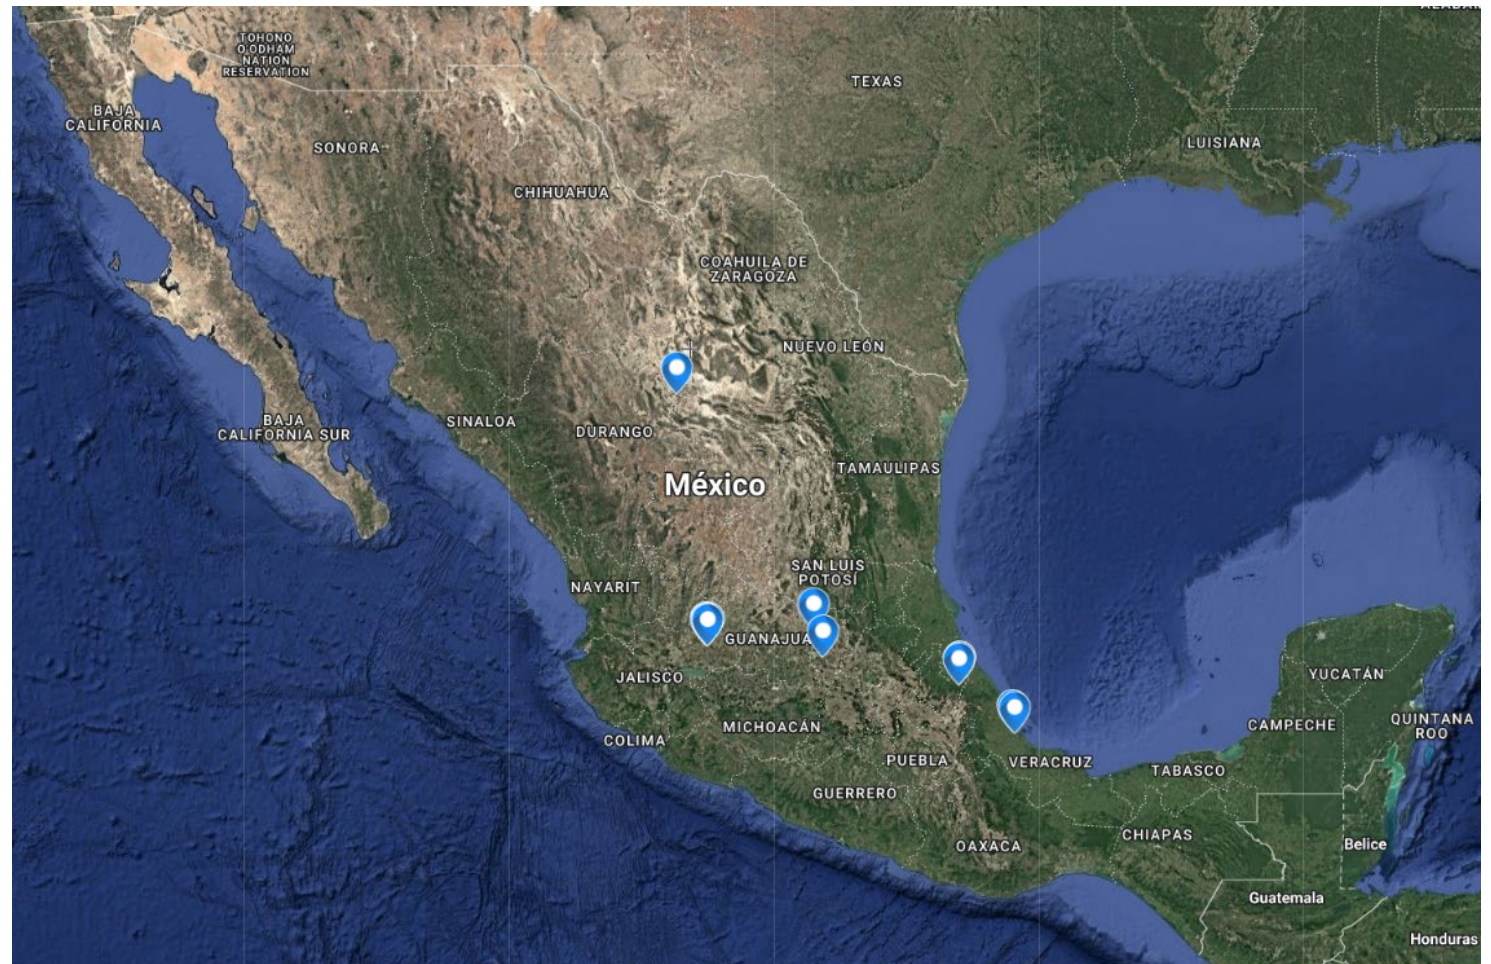 TOHONO
O'ODHAM
NATION
RESERVATION
TEXAS
BAJA
CALIFORNIA
SONORA
LUISIANA
CHIHUAHUA
COAHUILA DE
ZARAGOZA
NUEVO LEÓN
SINALOA
BAJA
CALIFORNIA SUR
DURANGO
TAMAULIPAS
México
SAN LUIS
POTOSÍ
NAYARIT
GUANAJUA
JALISCO
YUCATÁN
MICHOACÁN
COLIMA
CAMPECHE
QUINTANA
ROO
PUEBLA
VERACRUZ
TABASCO
GUERRERO
CHIAPAS
OAXACA
Belice
Guatemala
Honduras